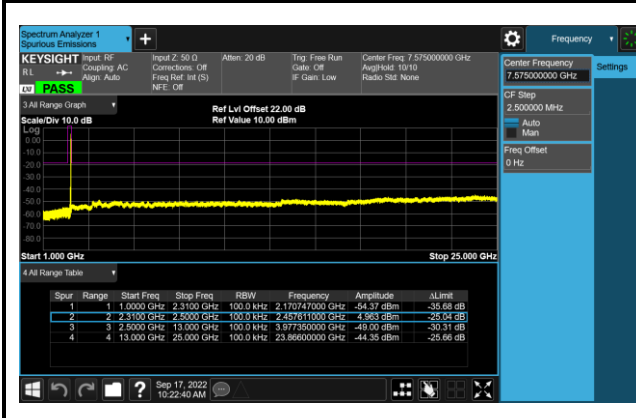 Spectrum Analyzer 1
Spurious Emissions
+
Frequency
KEYSIGHT
RL
Align: Auto
Coupling: AC
Input: RF
LXI PASS
Input Z: 50 Ω
Corrections: Off
Freq Ref: Int (S)
NFE: Off
Atten: 20 dB
Trig: Free Run
Gate: Off
IF Gain: Low
Center Freq: 7.575000000 GHz
Avg|Hold: 10/10
Radio Std: None
Center Frequency
7.575000000 GHz
Settings
CF Step
2.500000 MHz
Auto
Man
Freq Offset
0 Hz
3 All Range Graph
Scale/Div 10.0 dB
Ref Lvl Offset 22.00 dB
Ref Value 10.00 dBm
Log
0.00
-10.0
-20.0
-30.0
-40.0
-50.0
-60.0
-70.0
-80.0
Start 1.000 GHz
Stop 25.000 GHz
4 All Range Table
Spur Range Start Freq Stop Freq RBW Frequency Amplitude ΔLimit
1 1 1.0000 GHz 2.3100 GHz 100.0 kHz 2.170747000 GHz -54.37 dBm -35.68 dB
2 2 2.3100 GHz 2.5000 GHz 100.0 kHz 2.457611000 GHz 4.963 dBm -25.04 dB
3 3 2.5000 GHz 13.000 GHz 100.0 kHz 3.977350000 GHz -49.00 dBm -30.31 dB
4 4 13.000 GHz 25.000 GHz 100.0 kHz 23.86600000 GHz -44.35 dBm -25.66 dB
?
Sep 17, 2022
10:22:40 AM